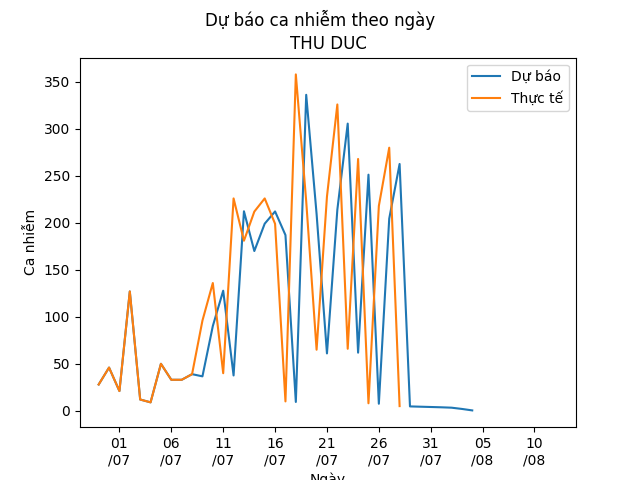 Dự báo ca nhiễm theo ngày
THU DUC
Dự báo
Thực tế
Ca nhiễm
350
300
250
200
150
100
50
0
01 06 11 16 21 26 31 05 10
/07 /07 /07 /07 /07 /07 /07 /08 /08
Ngày